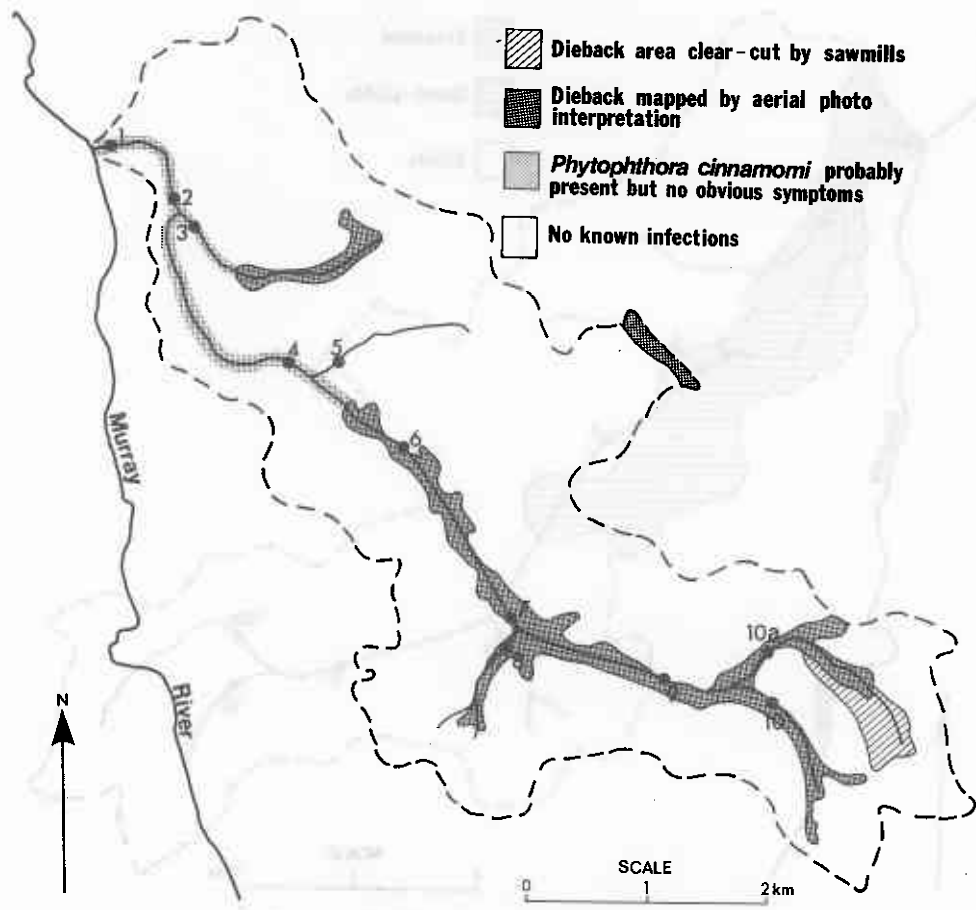 Dieback area clear-cut by sawmills
Dieback mapped by aerial photo
interpretation
Phytophthora cinnamomi probably
present but no obvious symptoms
No known infections
1
2
3
4
5
6
10a
Murray
River
N
SCALE
0 1 2 km